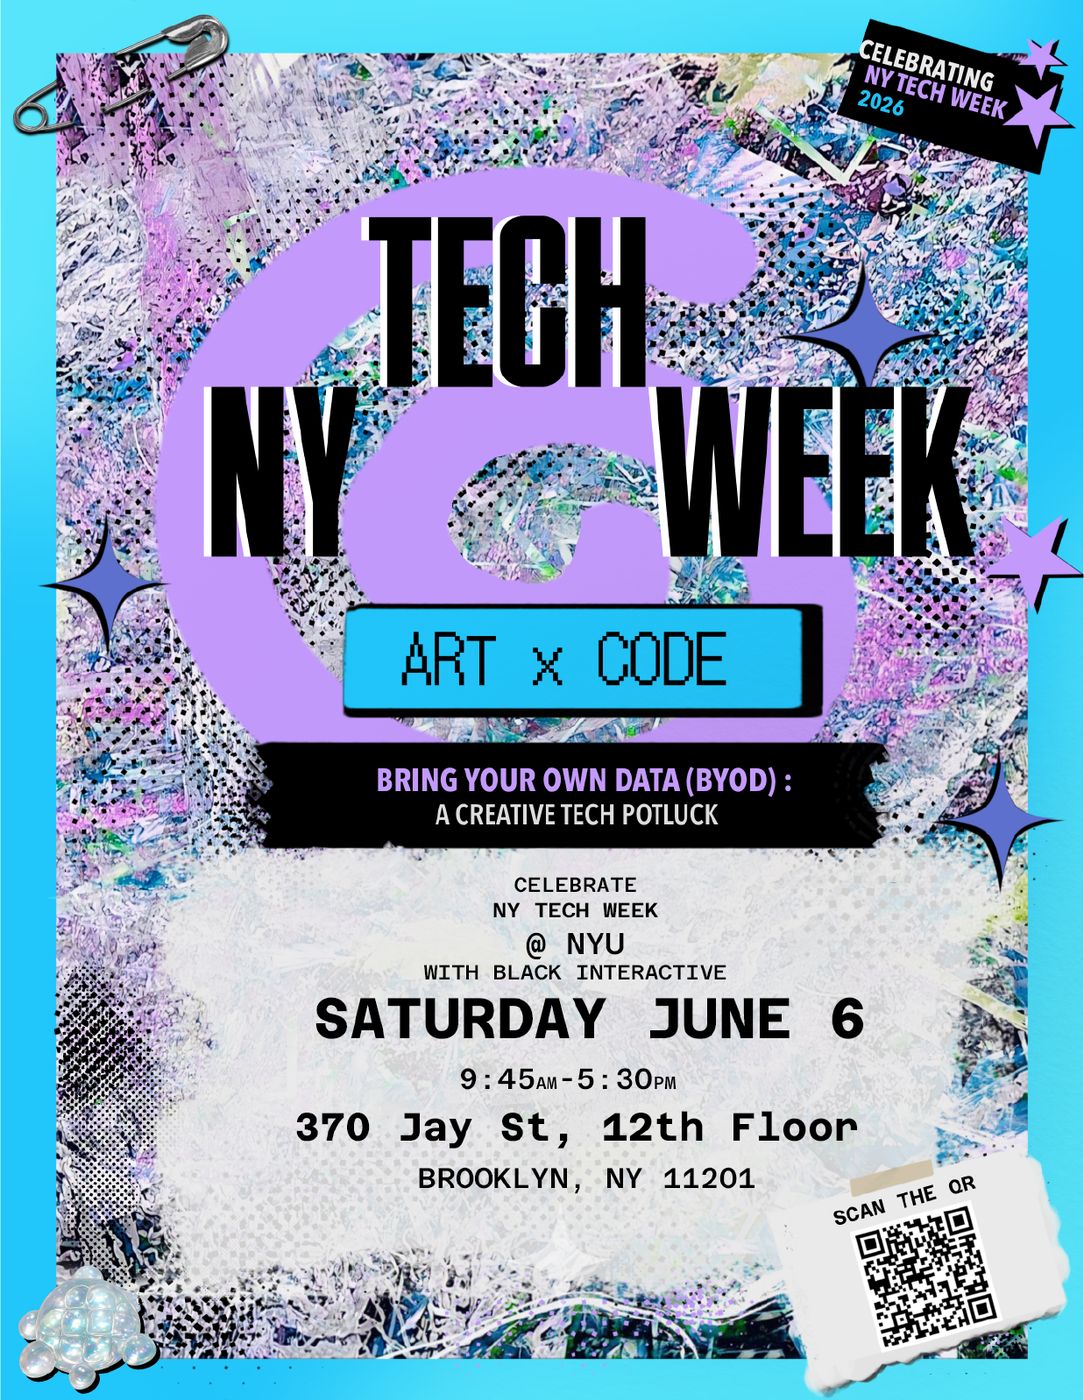 CELEBRATING
NY TECH WEEK
2026
TECH
NY WEEK
ART x CODE
BRING YOUR OWN DATA (BYOD) :
A CREATIVE TECH POTLUCK
CELEBRATE
NY TECH WEEK
@ NYU
WITH BLACK INTERACTIVE
SATURDAY JUNE 6
9:45AM-5:30PM
370 Jay St, 12th Floor
BROOKLYN, NY 11201
SCAN THE QR